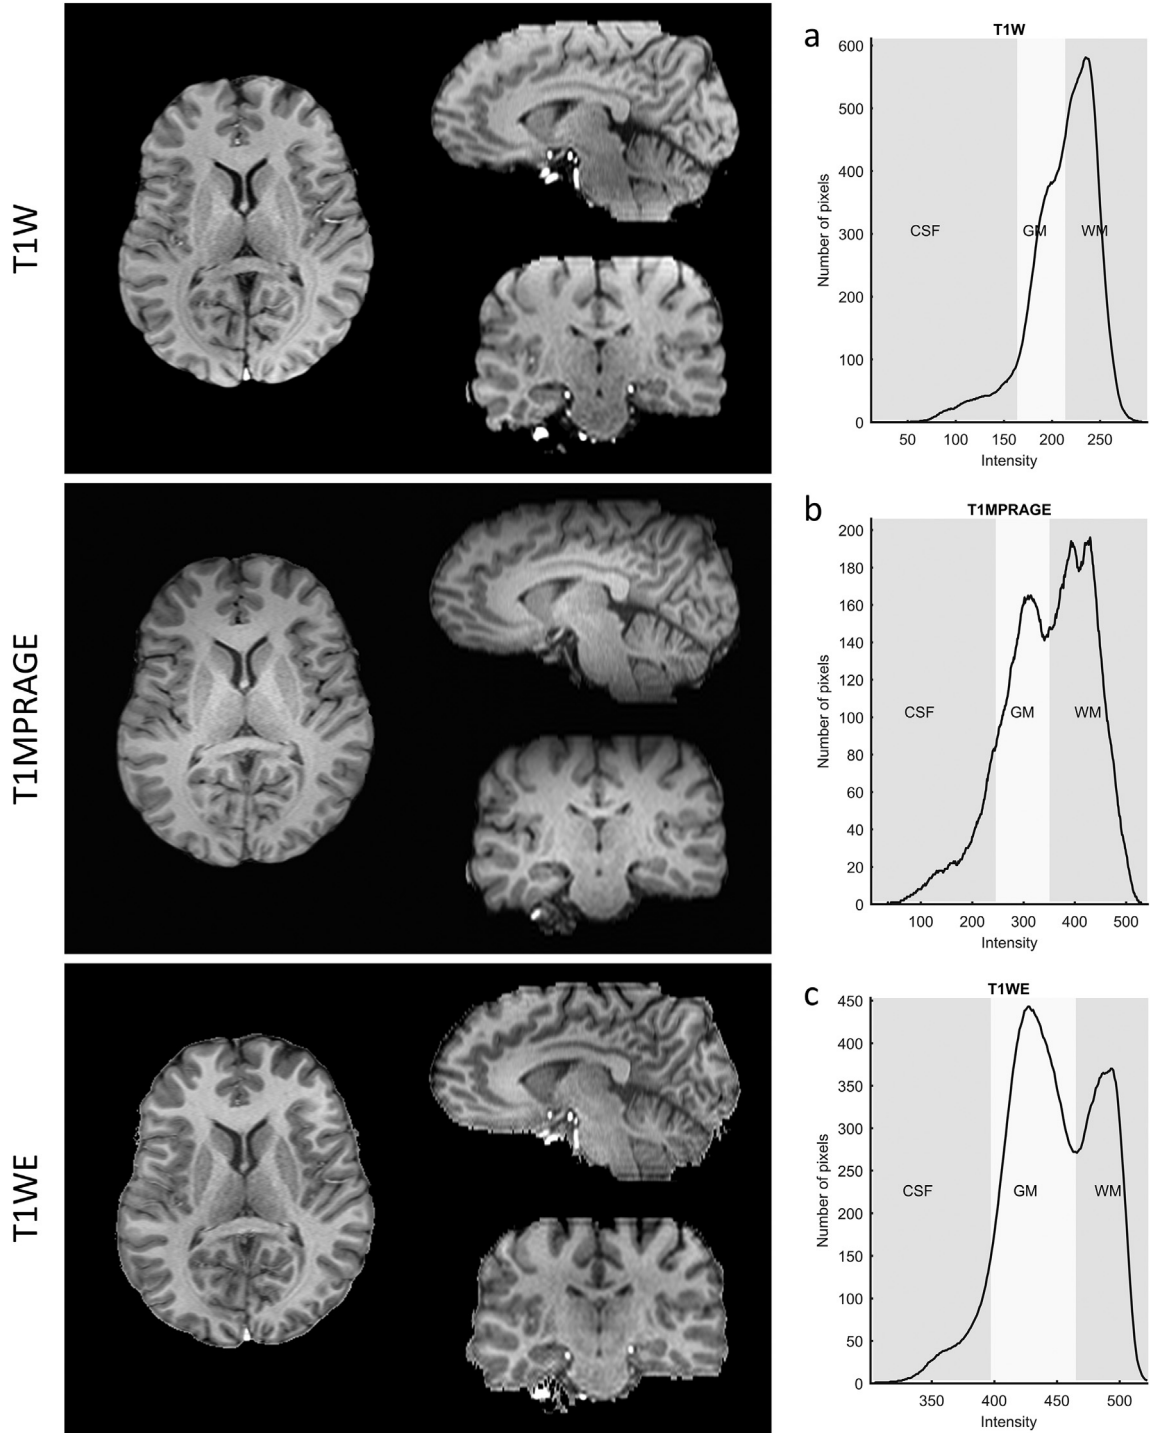 T1W
a
T1W
600
500
400
300
200
100
0
Number of pixels
CSF
GM
WM
50
100
150
200
250
Intensity
T1MPRAGE
b
T1MPRAGE
200
180
160
140
120
100
80
60
40
20
0
Number of pixels
CSF
GM
WM
100
200
300
400
500
Intensity
T1WE
c
T1WE
450
400
350
300
250
200
150
100
50
0
Number of pixels
CSF
GM
WM
350
400
450
500
Intensity